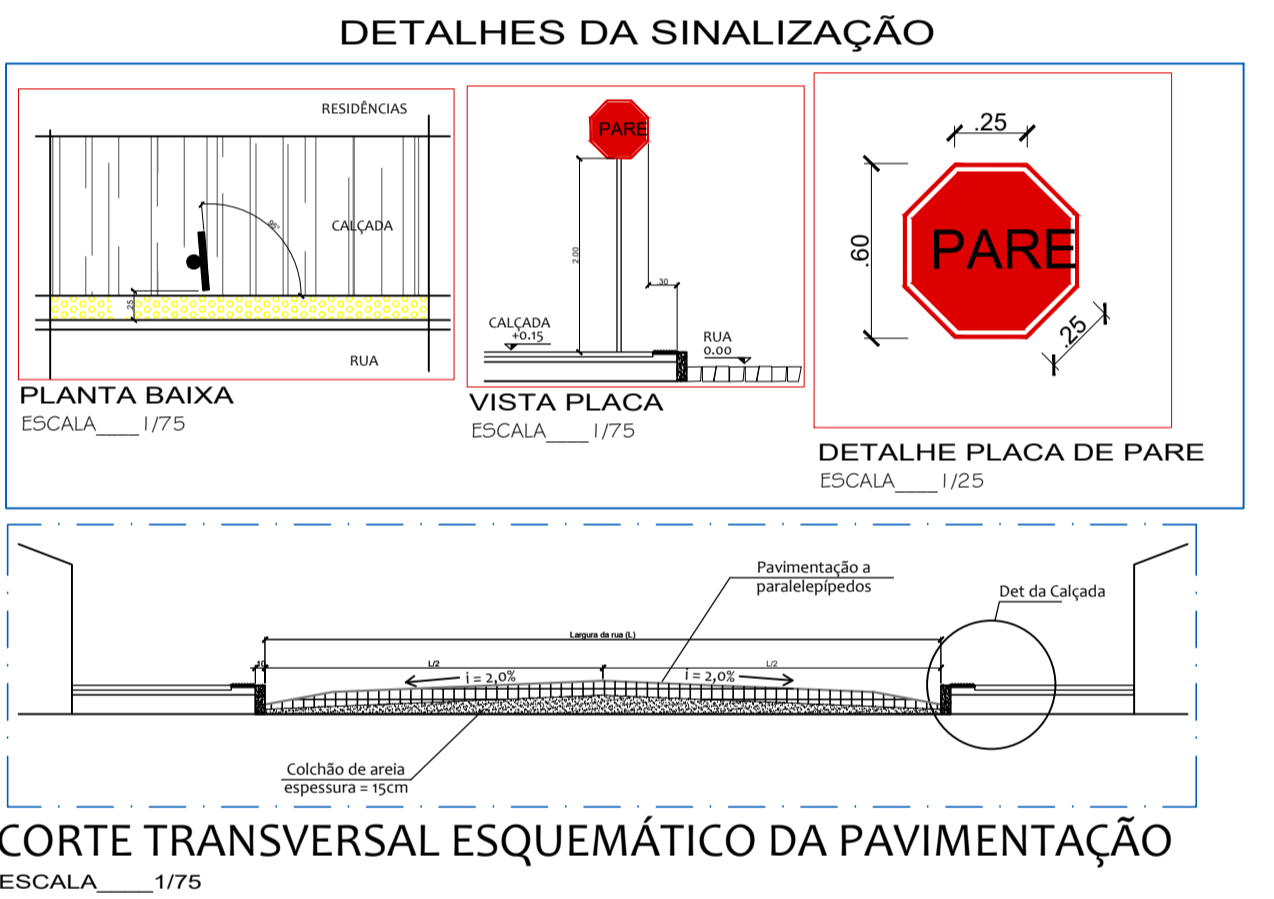 DETALHES DA SINALIZAÇÃO
RESIDÊNCIAS
CALÇADA
95°
.25
RUA
PLANTA BAIXA
ESCALA____1/75
PARE
2.00
.30
CALÇADA
+0.15
RUA
0.00
VISTA PLACA
ESCALA____1/75
.25
.60
PARE
.25
DETALHE PLACA DE PARE
ESCALA____1/25
Pavimentação a
paralelepípedos
Det da Calçada
Largura da rua (L)
.10
L/2
L/2
i = 2,0%
i = 2,0%
Colchão de areia
espessura = 15cm
CORTE TRANSVERSAL ESQUEMÁTICO DA PAVIMENTAÇÃO
ESCALA____1/75